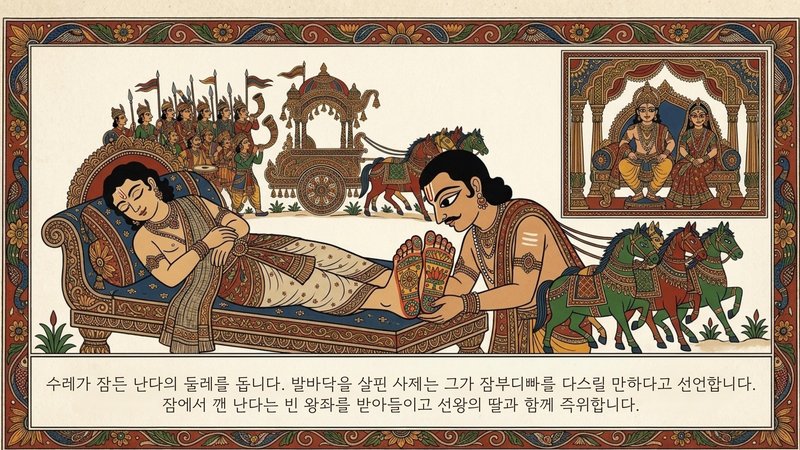 수레가 잠든 난다의 둘레를 돕니다. 발바닥을 살핀 사제는 그가 잠부디빠를 다스릴 만하다고 선언합니다.
잠에서 깬 난다는 빈 왕좌를 받아들이고 선왕의 딸과 함께 즉위합니다.